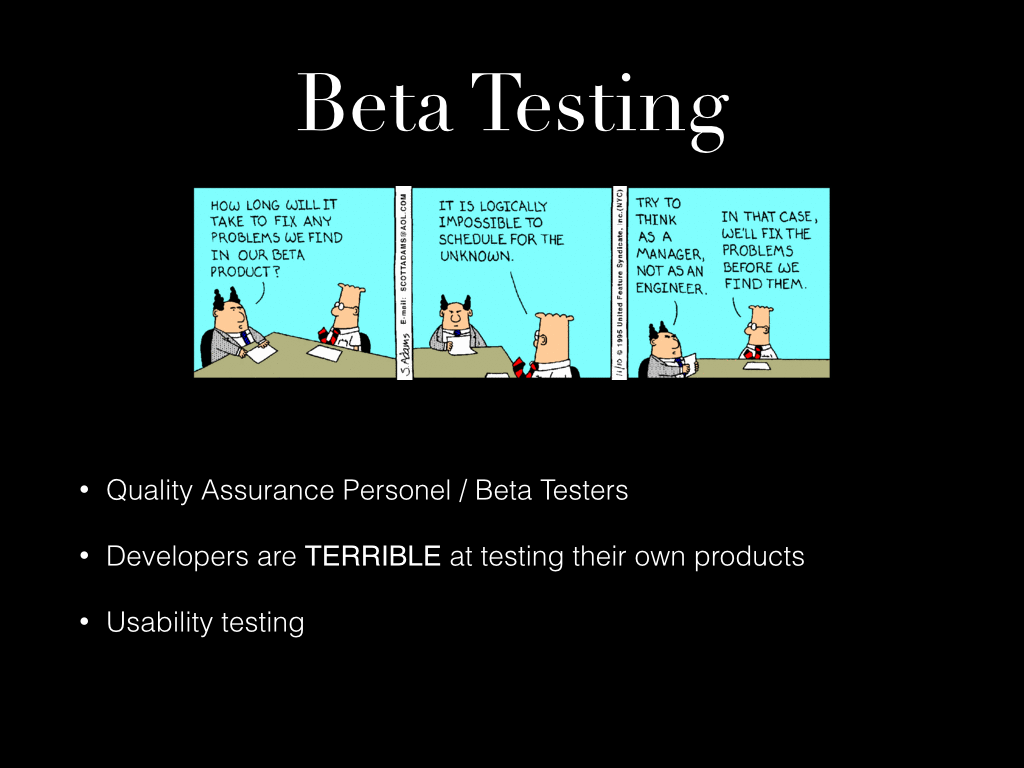 Beta Testing
HOW LONG WILL IT
TAKE TO FIX ANY
PROBLEMS WE FIND
IN OUR BETA
PRODUCT?
S.Adams E-mail: SCOTTADAMS@AOL.COM
IT IS LOGICALLY
IMPOSSIBLE TO
SCHEDULE FOR THE
UNKNOWN.
11/10 © 1995 United Feature Syndicate, Inc.(NYC)
TRY TO
THINK
AS A
MANAGER,
NOT AS AN
ENGINEER.
IN THAT CASE,
WE'LL FIX THE
PROBLEMS
BEFORE WE
FIND THEM.
• Quality Assurance Personel / Beta Testers
• Developers are TERRIBLE at testing their own products
• Usability testing